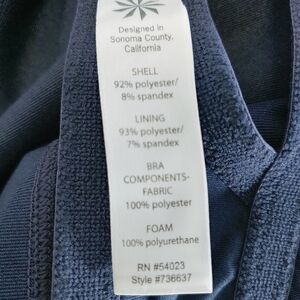 Designed in
Sonoma County,
California
SHELL
92% polyester/
8% spandex
LINING
93% polyester/
7% spandex
BRA
COMPONENTS-
FABRIC
100% polyester
FOAM
100% polyurethane
RN #54023
Style #736637